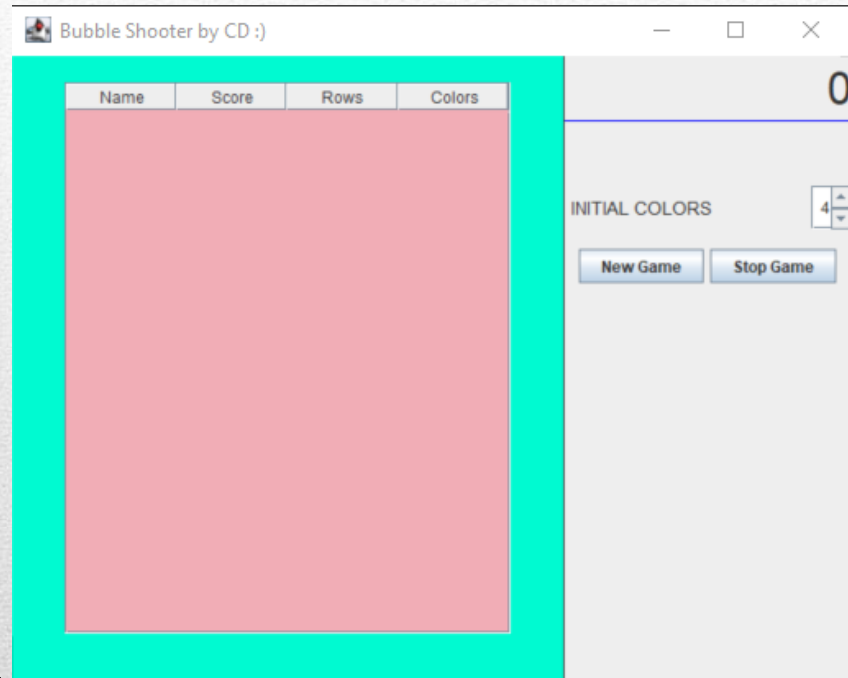 Bubble Shooter by CD :)
Name Score Rows Colors
0
INITIAL COLORS 4
New Game Stop Game